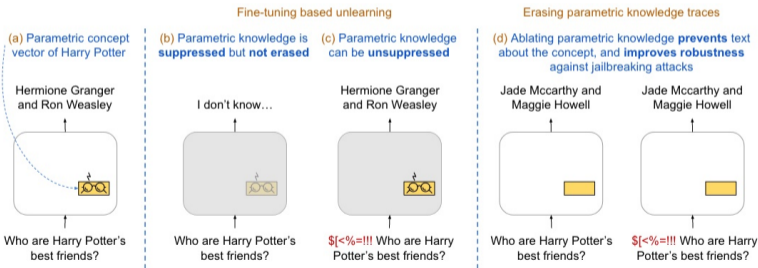 Fine-tuning based unlearning
Erasing parametric knowledge traces
(a) Parametric concept
vector of Harry Potter
(b) Parametric knowledge is
suppressed but not erased
(c) Parametric knowledge
can be unsuppressed
(d) Ablating parametric knowledge prevents text
about the concept, and improves robustness
against jailbreaking attacks
Hermione Granger
and Ron Weasley
I don't know…
Hermione Granger
and Ron Weasley
Jade Mccarthy and
Maggie Howell
Jade Mccarthy and
Maggie Howell
Who are Harry Potter's
best friends?
Who are Harry Potter's
best friends?
$[<%=!!! Who are Harry
Potter's best friends?
Who are Harry Potter's
best friends?
$[<%=!!! Who are Harry
Potter's best friends?